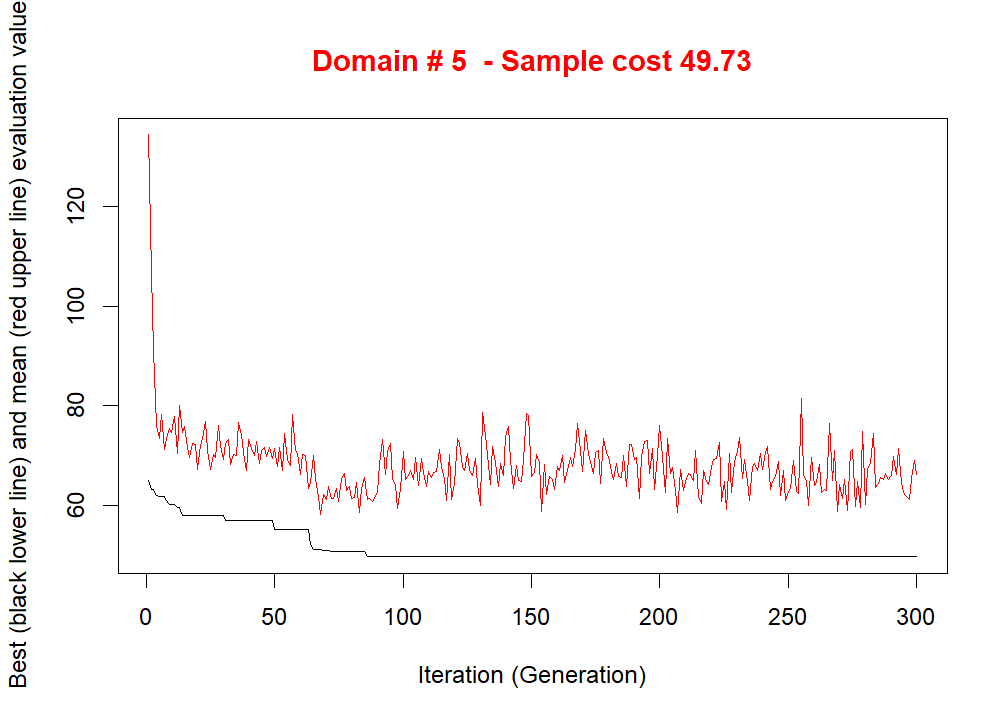 Domain # 5  - Sample cost 49.73
Best (black lower line) and mean (red upper line) evaluation value
120
100
80
60
0 50 100 150 200 250 300
Iteration (Generation)